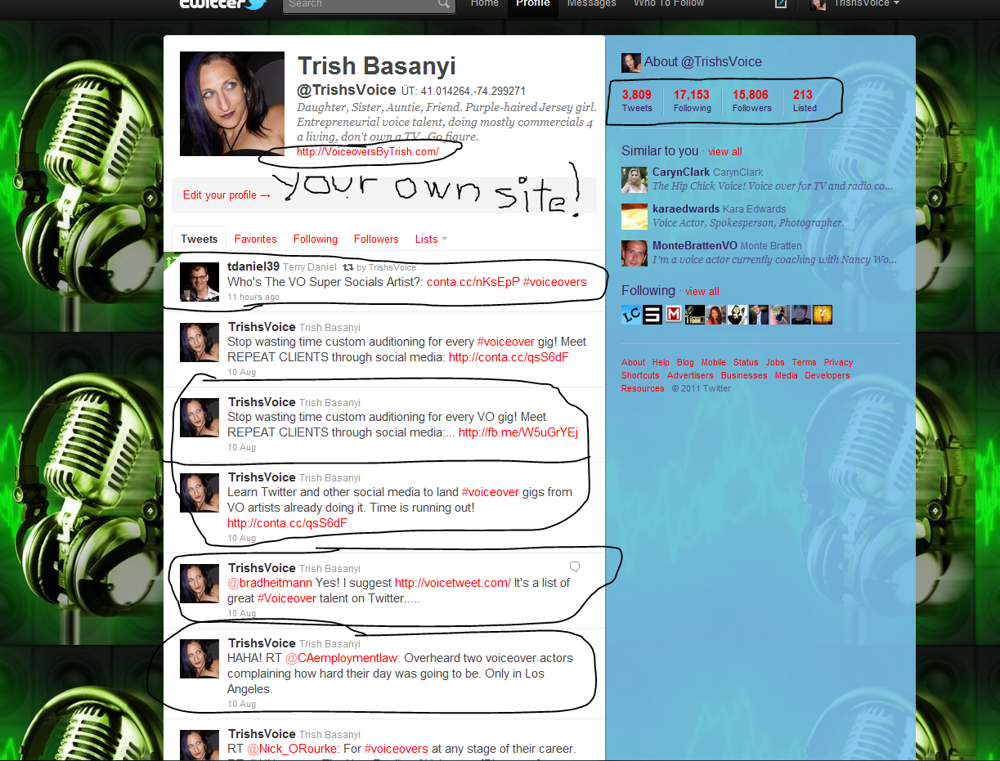 twitter
Search
Home
Profile
Messages
Who To Follow
TrishsVoice
Trish Basanyi
@TrishsVoice ÜT: 41.014264,-74.299271
Daughter, Sister, Auntie, Friend. Purple-haired Jersey girl.
Entrepreneurial voice talent, doing mostly commercials 4
a living, don't own a TV. Go figure.
http://VoiceoversByTrish.com/
your own site!
Edit your profile →
Tweets
Favorites
Following
Followers
Lists
tdaniel39 Terry Daniel by TrishsVoice
Who's The VO Super Socials Artist?: conta.cc/nKsEpP #voiceovers
11 hours ago
TrishsVoice Trish Basanyi
Stop wasting time custom auditioning for every #voiceover gig! Meet
REPEAT CLIENTS through social media: http://conta.cc/qsS6dF
10 Aug
TrishsVoice Trish Basanyi
Stop wasting time custom auditioning for every VO gig! Meet
REPEAT CLIENTS through social media:... http://fb.me/W5uGrYEj
10 Aug
TrishsVoice Trish Basanyi
Learn Twitter and other social media to land #voiceover gigs from
VO artists already doing it. Time is running out!
http://conta.cc/qsS6dF
10 Aug
TrishsVoice Trish Basanyi
@bradheitmann Yes! I suggest http://voicetweet.com/ It's a list of
great #Voiceover talent on Twitter.....
10 Aug
TrishsVoice Trish Basanyi
HAHA! RT @CAemploymentlaw: Overheard two voiceover actors
complaining how hard their day was going to be. Only in Los
Angeles.
10 Aug
TrishsVoice Trish Basanyi
RT @Nick_ORourke: For #voiceovers at any stage of their career.
About @TrishsVoice
3,809 17,153 15,806 213
Tweets Following Followers Listed
Similar to you · view all
CarynClark CarynClark
The Hip Chick Voice! Voice over for TV and radio co...
karaedwards Kara Edwards
Voice Actor, Spokesperson, Photographer.
MonteBrattenVO Monte Bratten
I'm a voice actor currently coaching with Nancy Wo...
Following · view all
LC
M
About Help Blog Mobile Status Jobs Terms Privacy
Shortcuts Advertisers Businesses Media Developers
Resources © 2011 Twitter